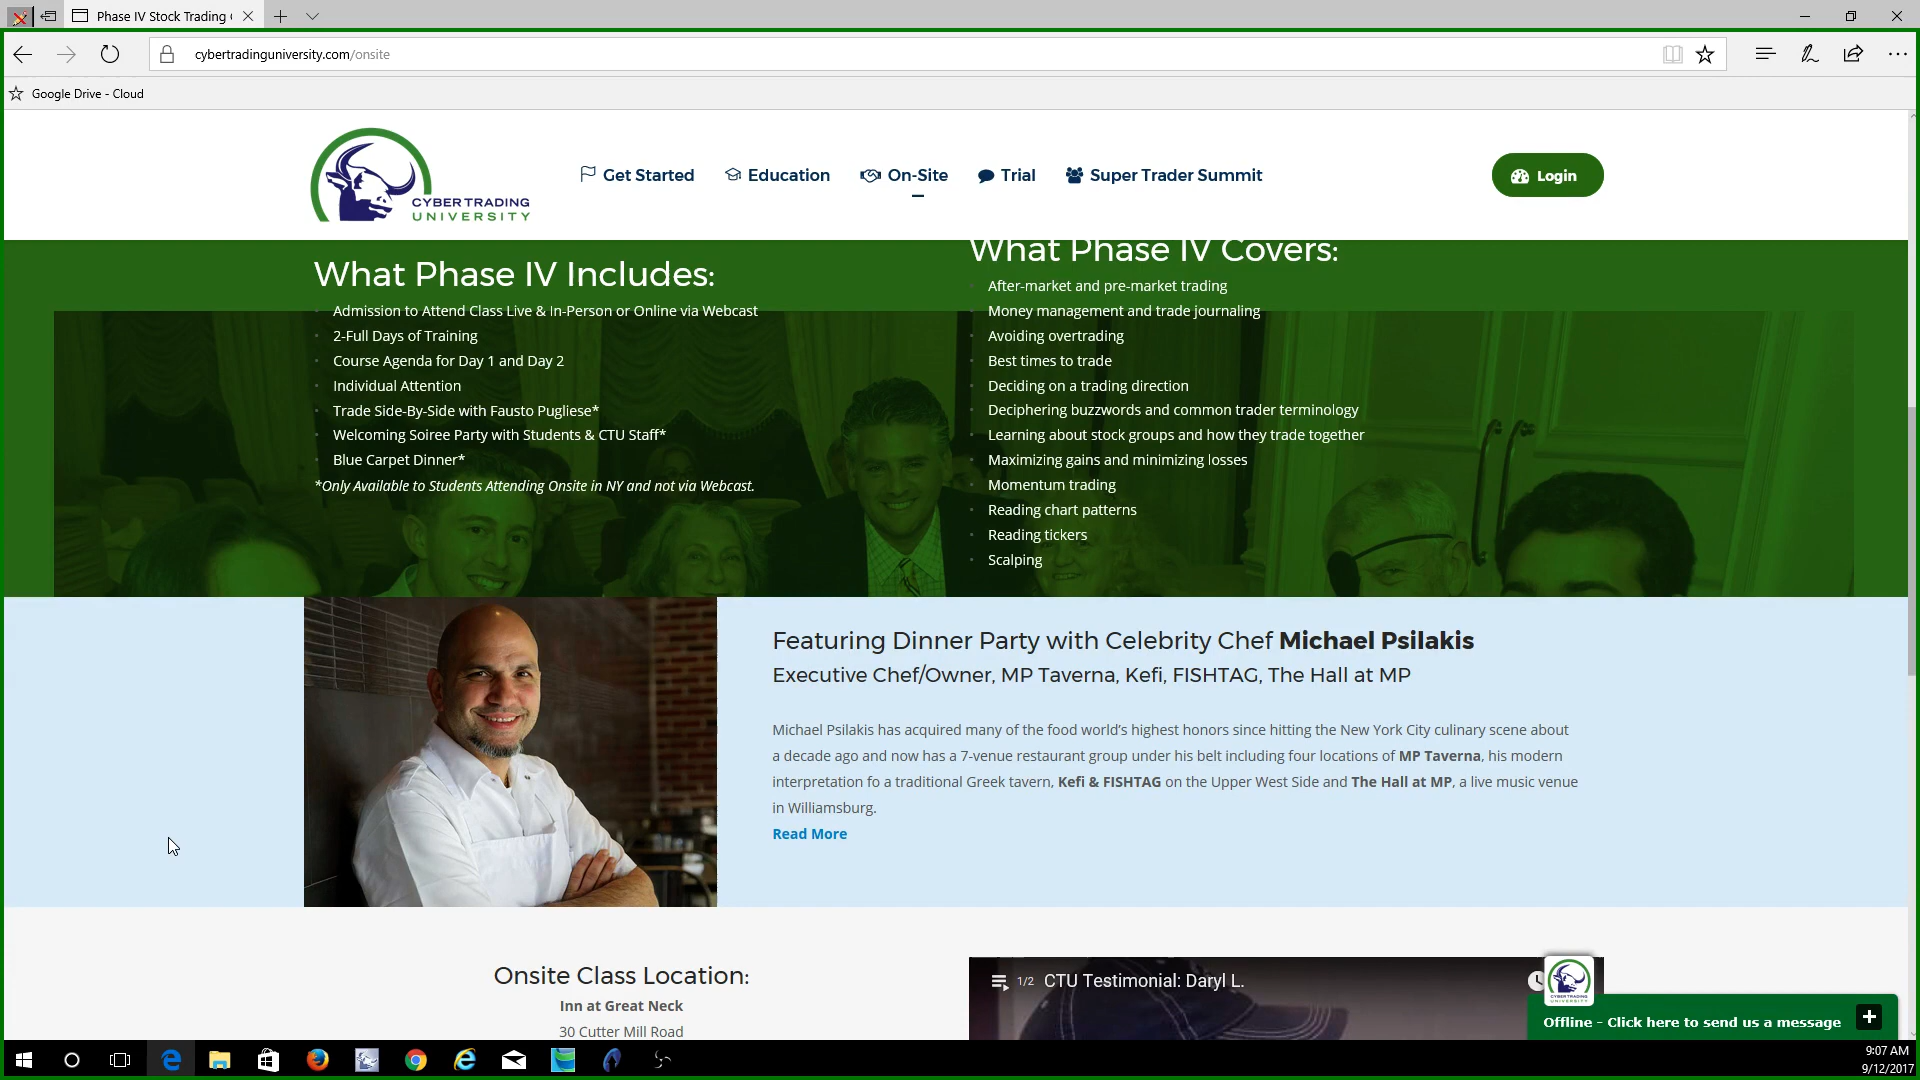 Phase IV Stock Trading
cybertradinguniversity.com/onsite
Google Drive - Cloud
CYBERTRADING
UNIVERSITY
Get Started
Education
On-Site
Trial
Super Trader Summit
Login
What Phase IV Includes:
Admission to Attend Class Live & In-Person or Online via Webcast
2-Full Days of Training
Course Agenda for Day 1 and Day 2
Individual Attention
Trade Side-By-Side with Fausto Pugliese*
Welcoming Soiree Party with Students & CTU Staff*
Blue Carpet Dinner*
*Only Available to Students Attending Onsite in NY and not via Webcast.
What Phase IV Covers:
After-market and pre-market trading
Money management and trade journaling
Avoiding overtrading
Best times to trade
Deciding on a trading direction
Deciphering buzzwords and common trader terminology
Learning about stock groups and how they trade together
Maximizing gains and minimizing losses
Momentum trading
Reading chart patterns
Reading tickers
Scalping
Featuring Dinner Party with Celebrity Chef Michael Psilakis
Executive Chef/Owner, MP Taverna, Kefi, FISHTAG, The Hall at MP
Michael Psilakis has acquired many of the food world's highest honors since hitting the New York City culinary scene about
a decade ago and now has a 7-venue restaurant group under his belt including four locations of MP Taverna, his modern
interpretation fo a traditional Greek tavern, Kefi & FISHTAG on the Upper West Side and The Hall at MP, a live music venue
in Williamsburg.
Read More
Onsite Class Location:
Inn at Great Neck
30 Cutter Mill Road
1/2 CTU Testimonial: Daryl L.
CYBERTRADING
UNIVERSITY
Offline - Click here to send us a message
9:07 AM
9/12/2017